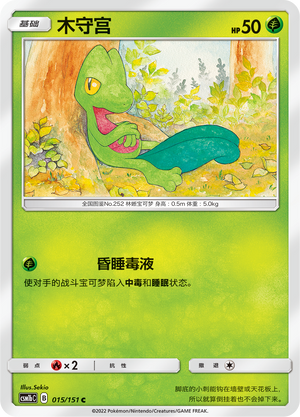 基础 木守宫 HP50
全国图鉴No.252 林蜥宝可梦 身高：0.5m 体重：5.0kg
昏睡毒液
使对手的战斗宝可梦陷入中毒和睡眠状态。
弱点 ×2 抗性 撤退
Illus.Sekio
脚底的小刺能钩在墙壁或天花板上，
所以就算倒挂着也不会掉下来。
csm1bC B 015/151 C
©2022 Pokémon/Nintendo/Creatures/GAME FREAK.